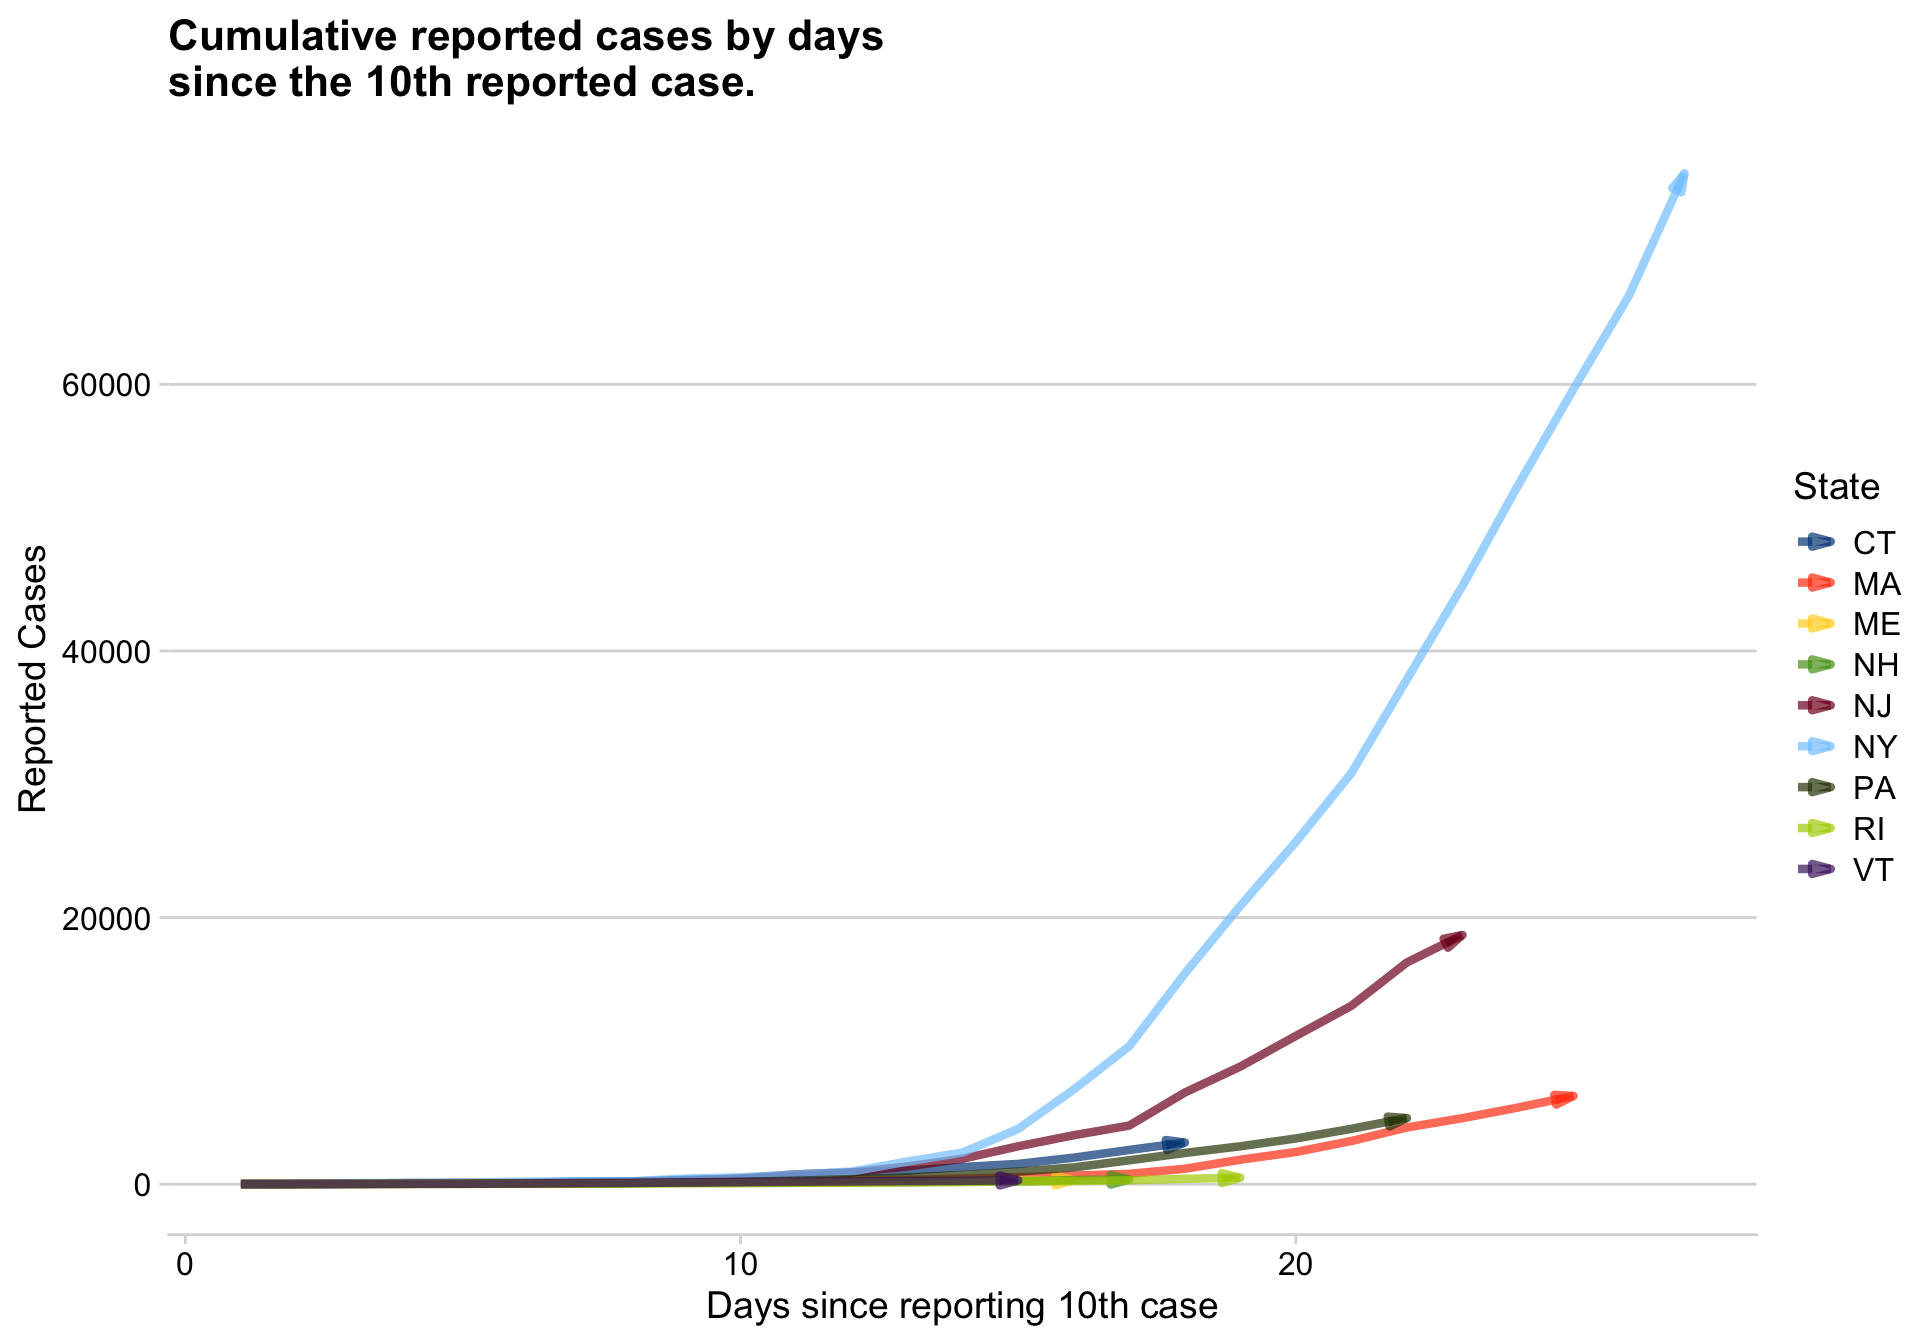 Cumulative reported cases by days
since the 10th reported case.
60000
40000
20000
0
Reported Cases
0
10
20
Days since reporting 10th case
State
CT
MA
ME
NH
NJ
NY
PA
RI
VT